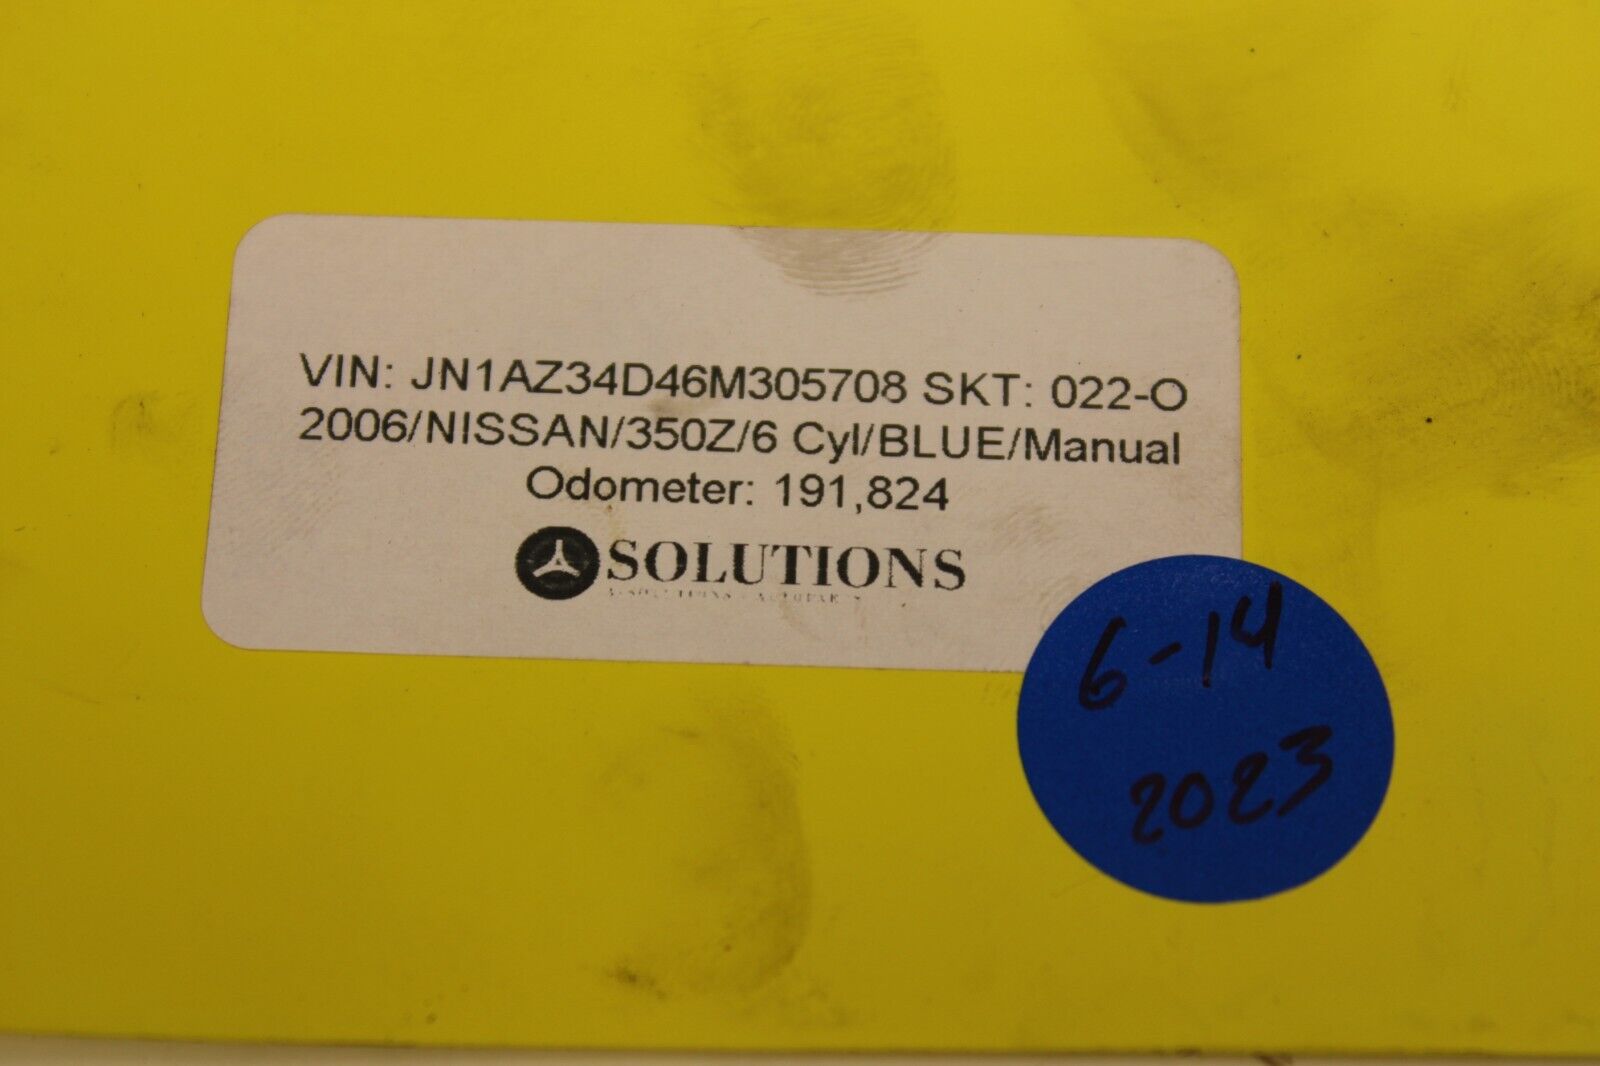 VIN: JN1AZ34D46M305708 SKT: 022-O
2006/NISSAN/350Z/6 Cyl/BLUE/Manual
Odometer: 191,824
SOLUTIONS
6-14
2023